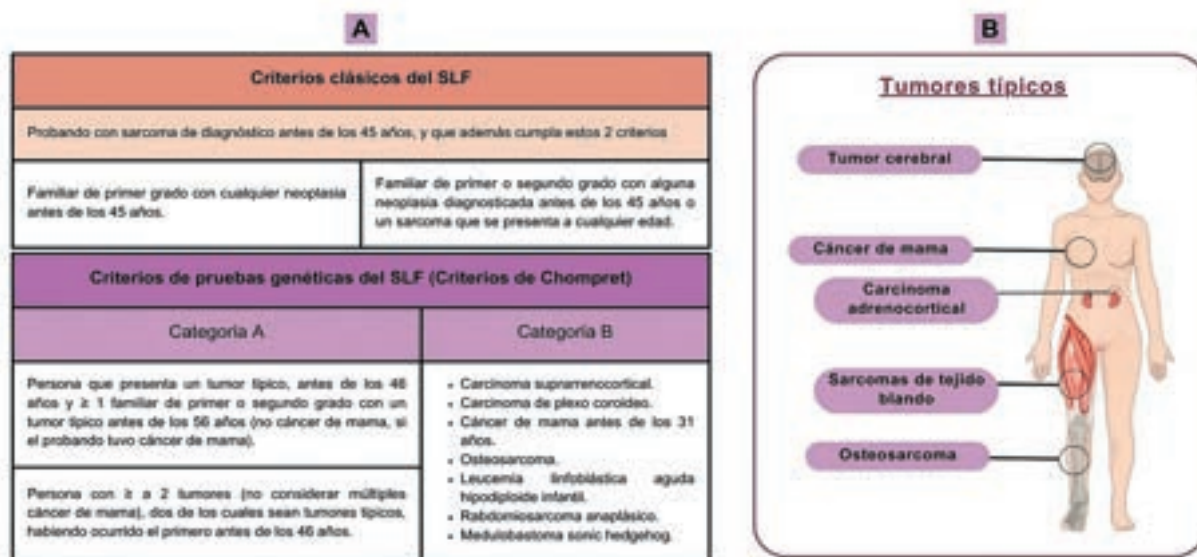 A
Criterios clásicos del SLF
Probando con sarcoma de diagnóstico antes de los 45 años, y que además cumpla estos 2 criterios
Familiar de primer grado con cualquier neoplasia
antes de los 45 años.
Familiar de primer o segundo grado con alguna
neoplasia diagnosticada antes de los 45 años o
un sarcoma que se presenta a cualquier edad.
Criterios de pruebas genéticas del SLF (Criterios de Chompret)
Categoria A
Categoria B
Persona que presenta un tumor típico, antes de los 46
años y ≥ 1 familiar de primer o segundo grado con un
tumor típico antes de los 56 años (no cáncer de mama, si
el probando tuvo cáncer de mama).
Persona con ≥ a 2 tumores (no considerar múltiples
cáncer de mama), dos de los cuales sean tumores típicos,
habiendo ocurrido el primero antes de los 46 años.
• Carcinoma suprarrenocortical.
• Carcinoma de plexo coroideo.
• Cáncer de mama antes de los 31
años.
• Osteosarcoma.
• Leucemia linfoblástica aguda
hipodiploide infantil.
• Rabdomiosarcoma anaplásico.
• Medulobastoma sonic hedgehog.
B
Tumores típicos
Tumor cerebral
Cáncer de mama
Carcinoma
adrenocortical
Sarcomas de tejido
blando
Osteosarcoma